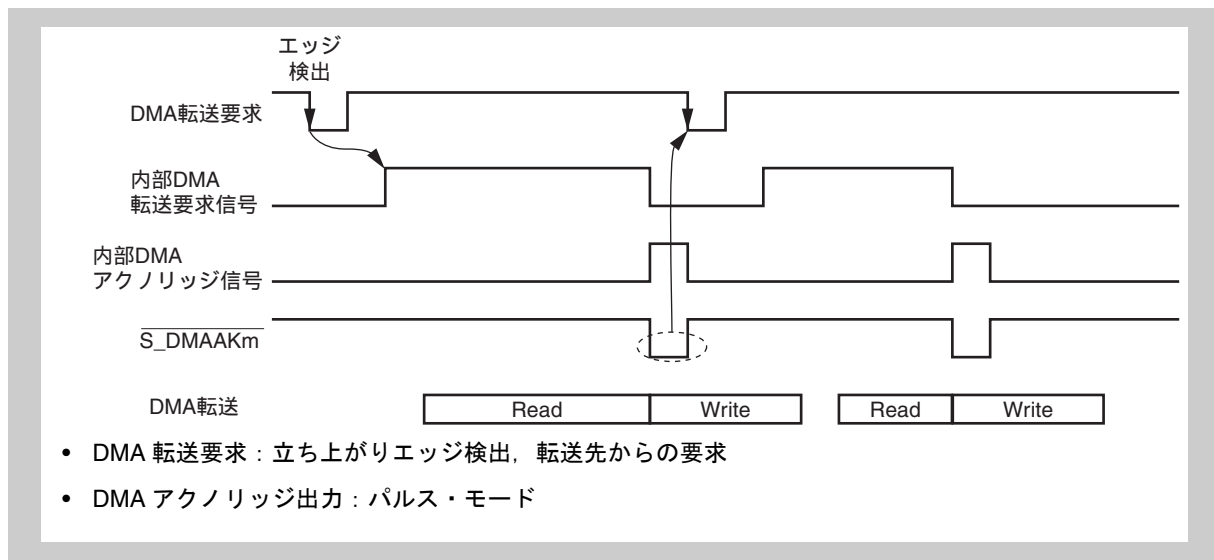 エッジ
検出
DMA転送要求
内部DMA
転送要求信号
内部DMA
アクノリッジ信号
S_DMAAKm
DMA転送 Read Write Read Write
• DMA 転送要求：立ち上がりエッジ検出，転送先からの要求
• DMA アクノリッジ出力：パルス・モード